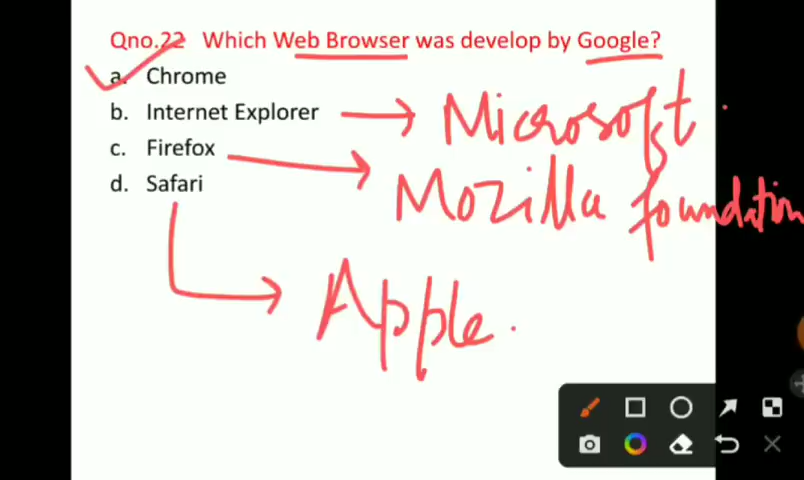 Qno.22 Which Web Browser was develop by Google?
a. Chrome
b. Internet Explorer → Microsoft.
c. Firefox → Mozilla foundation
d. Safari
Apple.